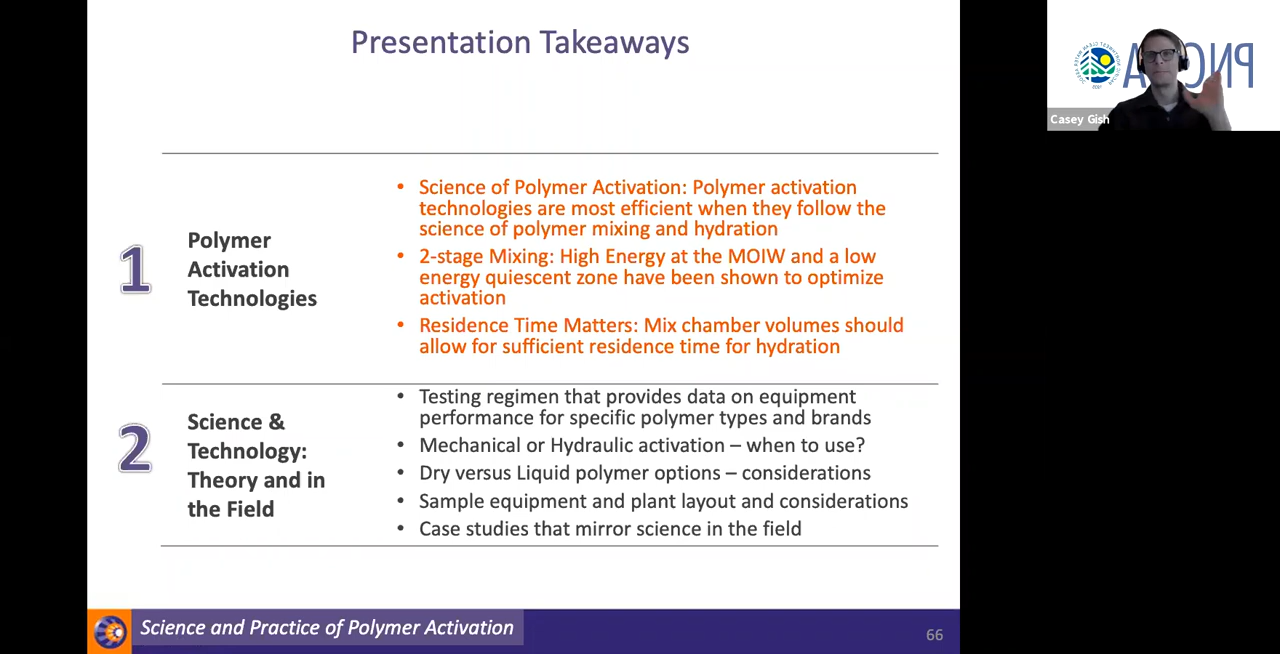 Presentation Takeaways
1
Polymer
Activation
Technologies
• Science of Polymer Activation: Polymer activation
technologies are most efficient when they follow the
science of polymer mixing and hydration
• 2-stage Mixing: High Energy at the MOIW and a low
energy quiescent zone have been shown to optimize
activation
• Residence Time Matters: Mix chamber volumes should
allow for sufficient residence time for hydration
2
Science &
Technology:
Theory and in
the Field
• Testing regimen that provides data on equipment
performance for specific polymer types and brands
• Mechanical or Hydraulic activation – when to use?
• Dry versus Liquid polymer options – considerations
• Sample equipment and plant layout and considerations
• Case studies that mirror science in the field
Science and Practice of Polymer Activation
66
Casey Gish